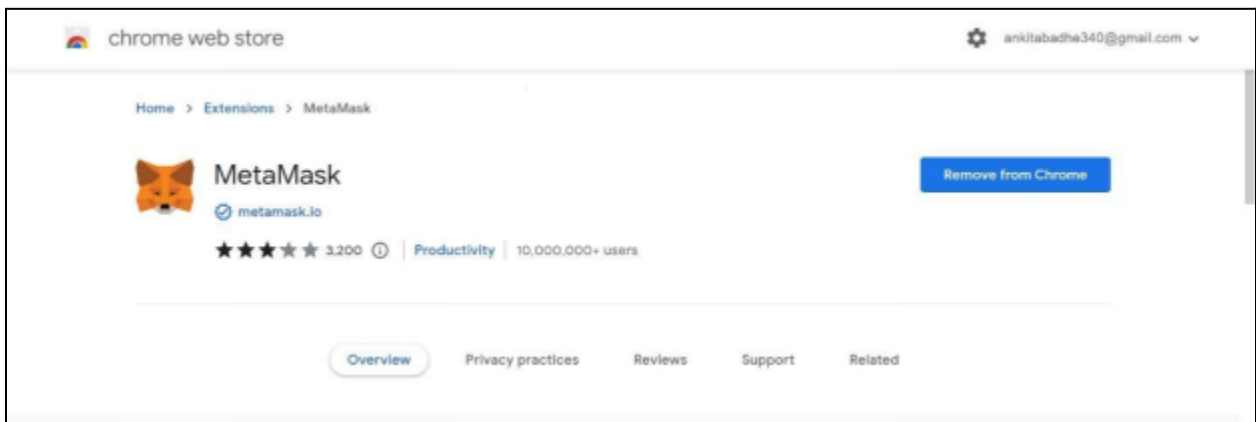 chrome web store
ankitabadhe340@gmail.com
Home > Extensions > MetaMask
MetaMask
Remove from Chrome
metamask.io
3,200 | Productivity | 10,000,000+ users
Overview Privacy practices Reviews Support Related